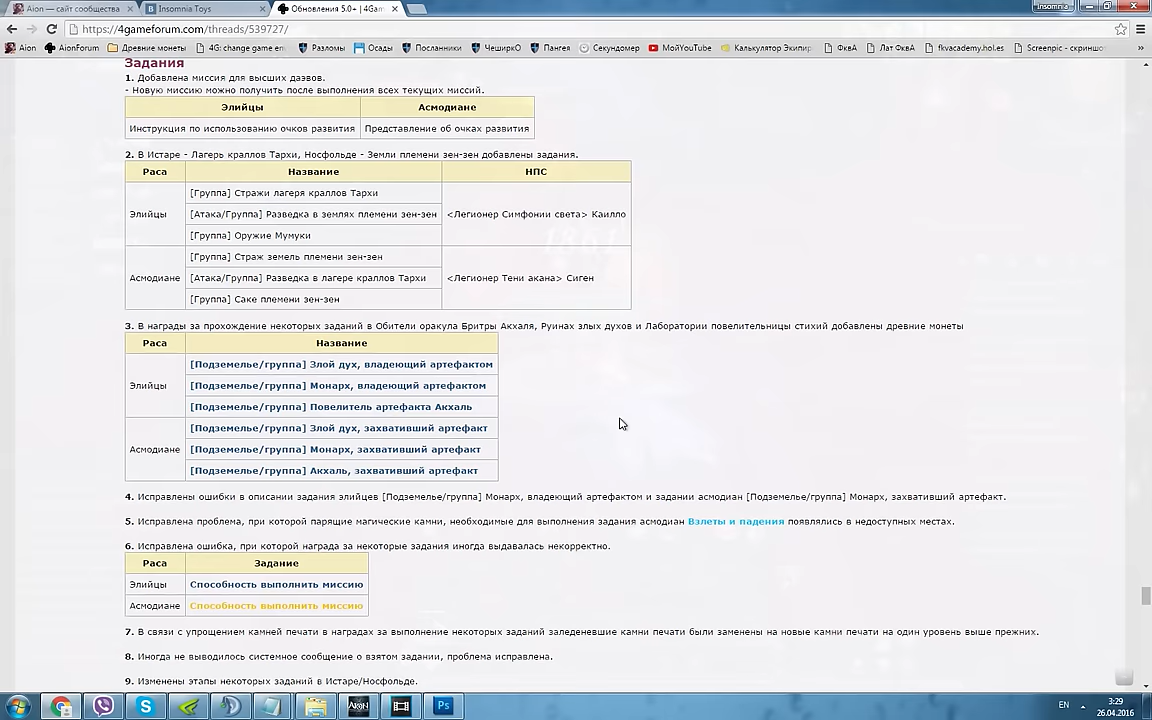 Aion — сайт сообщества
Insomnia Toys
Обновления 5.0+ | 4Gam
Insomnia
https://4gameforum.com/threads/539727/
Aion
AionForum
Древние монеты
4G: change game en
Разломы
Осады
Посланники
ЧеширкО
Пангея
Секундомер
МойYouTube
Калькулятор Экипир
ФквА
Лат ФквА
fkvacademy.hol.es
Screenpic - скриншо
Задания
1. Добавлена миссия для высших даэвов.
- Новую миссию можно получить после выполнения всех текущих миссий.
Элийцы Асмодиане
Инструкция по использованию очков развития Представление об очках развития
2. В Истаре - Лагерь краллов Тархи, Носфольде - Земли племени зен-зен добавлены задания.
Раса Название НПС
[Группа] Стражи лагеря краллов Тархи
Элийцы [Атака/Группа] Разведка в землях племени зен-зен <Легионер Симфонии света> Каилло
[Группа] Оружие Мумуки
[Группа] Страж земель племени зен-зен
Асмодиане [Атака/Группа] Разведка в лагере краллов Тархи <Легионер Тени акана> Сиген
[Группа] Саке племени зен-зен
3. В награды за прохождение некоторых заданий в Обители оракула Бритры Акхаля, Руинах злых духов и Лаборатории повелительницы стихий добавлены древние монеты
Раса Название
[Подземелье/группа] Злой дух, владеющий артефактом
Элийцы [Подземелье/группа] Монарх, владеющий артефактом
[Подземелье/группа] Повелитель артефакта Акхаль
[Подземелье/группа] Злой дух, захвативший артефакт
Асмодиане [Подземелье/группа] Монарх, захвативший артефакт
[Подземелье/группа] Акхаль, захвативший артефакт
4. Исправлены ошибки в описании задания элийцев [Подземелье/группа] Монарх, владеющий артефактом и задании асмодиан [Подземелье/группа] Монарх, захвативший артефакт.
5. Исправлена проблема, при которой парящие магические камни, необходимые для выполнения задания асмодиан Взлеты и падения появлялись в недоступных местах.
6. Исправлена ошибка, при которой награда за некоторые задания иногда выдавалась некорректно.
Раса Задание
Элийцы Способность выполнить миссию
Асмодиане Способность выполнить миссию
7. В связи с упрощением камней печати в наградах за выполнение некоторых заданий заледеневшие камни печати были заменены на новые камни печати на один уровень выше прежних.
8. Иногда не выводилось системное сообщение о взятом задании, проблема исправлена.
9. Изменены этапы некоторых заданий в Истаре/Носфольде.
EN
3:29
26.04.2016